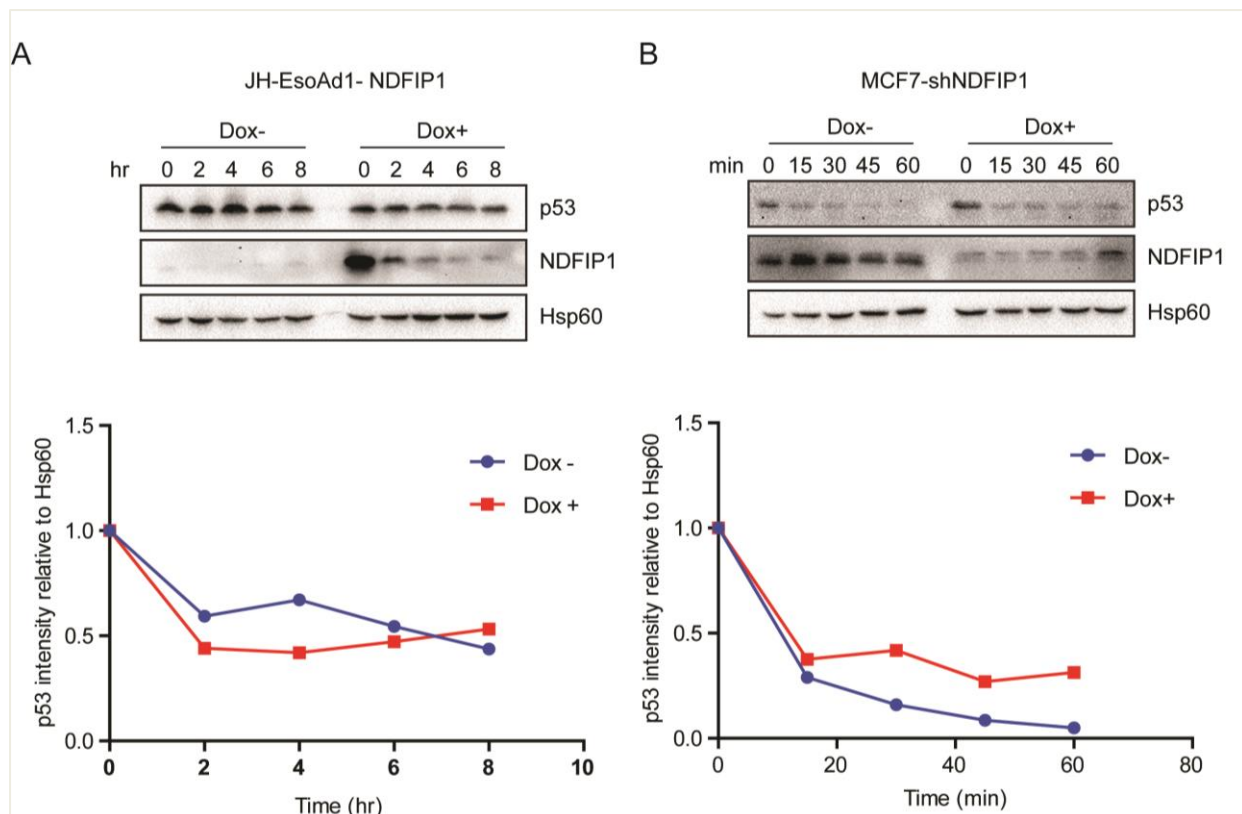 A
JH-EsoAd1- NDFIP1
Dox-
Dox+
hr 0 2 4 6 8 0 2 4 6 8
p53
NDFIP1
Hsp60
1.5
1.0
0.5
0.0
p53 intensity relative to Hsp60
Dox -
Dox +
0 2 4 6 8 10
Time (hr)
B
MCF7-shNDFIP1
Dox-
Dox+
min 0 15 30 45 60 0 15 30 45 60
p53
NDFIP1
Hsp60
1.5
1.0
0.5
0.0
p53 intensity relative to Hsp60
Dox-
Dox+
0 20 40 60 80
Time (min)